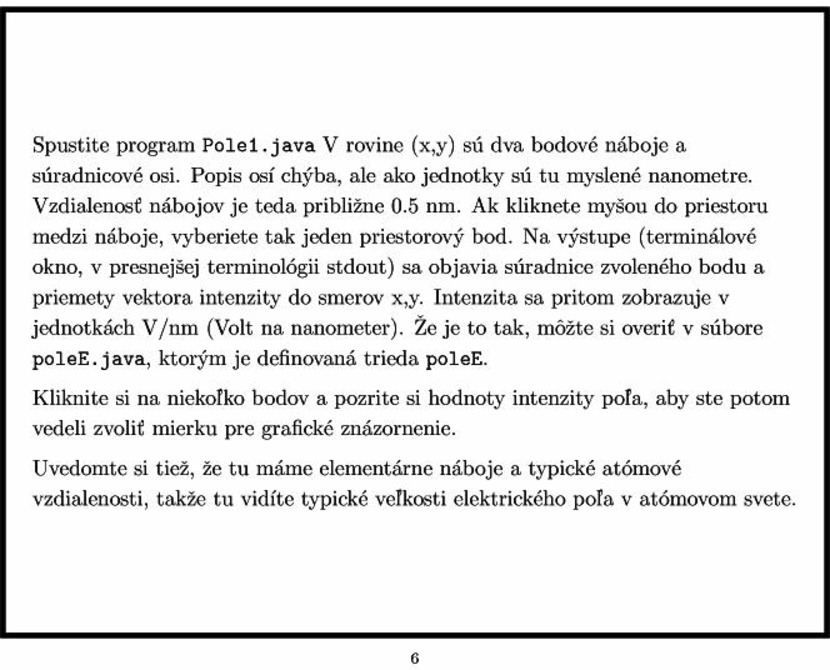 Spustite program Pole1.java V rovine (x,y) sú dva bodové náboje a
súradnicové osi. Popis osí chýba, ale ako jednotky sú tu myslené nanometre.
Vzdialenosť nábojov je teda približne 0.5 nm. Ak kliknete myšou do priestoru
medzi náboje, vyberiete tak jeden priestorový bod. Na výstupe (terminálové
okno, v presnejšej terminológii stdout) sa objavia súradnice zvoleného bodu a
priemety vektora intenzity do smerov x,y. Intenzita sa pritom zobrazuje v
jednotkách V/nm (Volt na nanometer). Že je to tak, môžte si overiť v súbore
poleE.java, ktorým je definovaná trieda poleE.
Kliknite si na niekoľko bodov a pozrite si hodnoty intenzity poľa, aby ste potom
vedeli zvoliť mierku pre grafické znázornenie.
Uvedomte si tiež, že tu máme elementárne náboje a typické atómové
vzdialenosti, takže tu vidíte typické veľkosti elektrického poľa v atómovom svete.
6